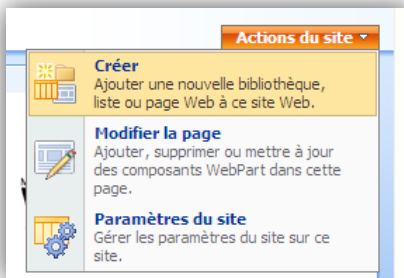 Actions du site
Créer
Ajouter une nouvelle bibliothèque,
liste ou page Web à ce site Web.
Modifier la page
Ajouter, supprimer ou mettre à jour
des composants WebPart dans cette
page.
Paramètres du site
Gérer les paramètres du site sur ce
site.